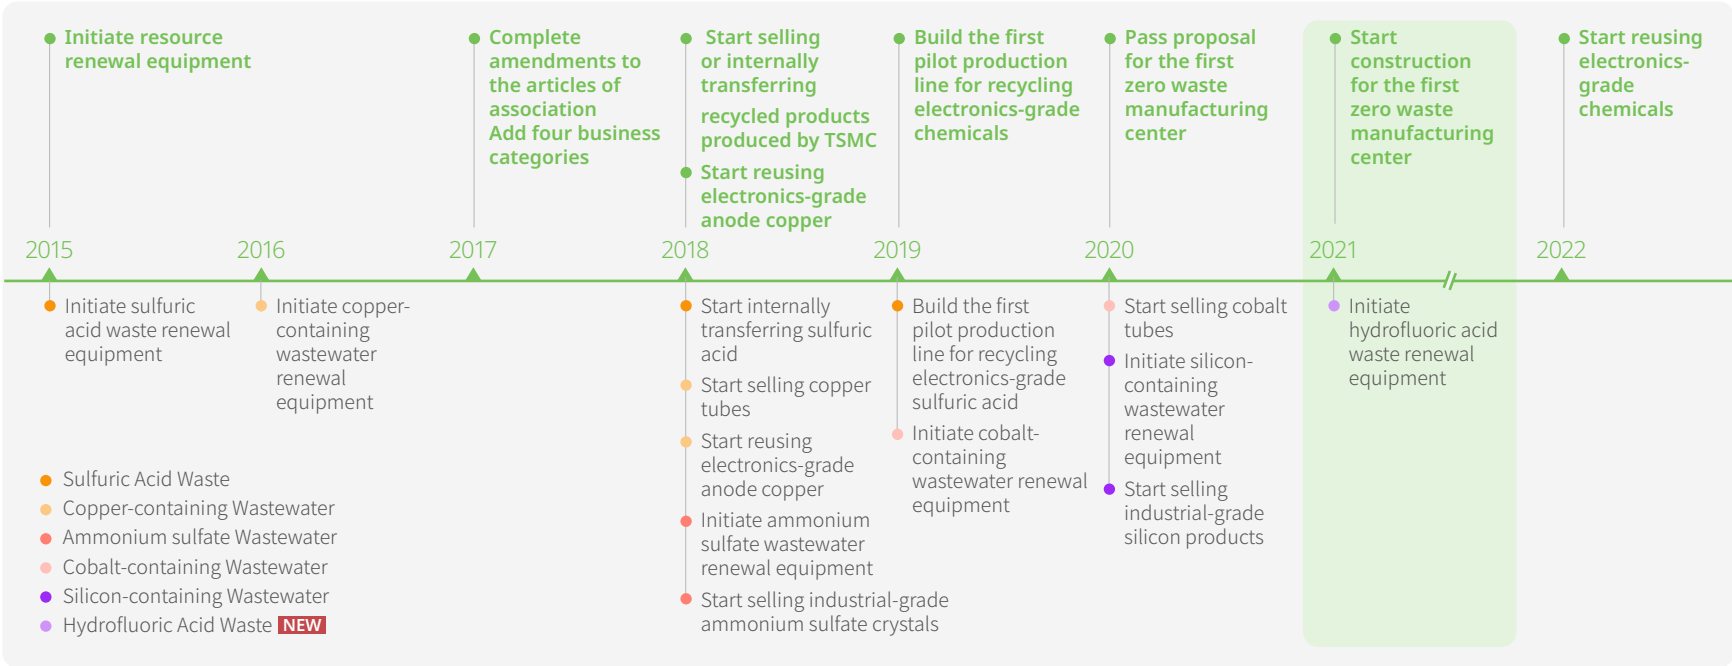 Initiate resource
renewal equipment
Complete
amendments to
the articles of
association
Add four business
categories
Start selling
or internally
transferring
recycled products
produced by TSMC
Start reusing
electronics-grade
anode copper
Build the first
pilot production
line for recycling
electronics-grade
chemicals
Pass proposal
for the first
zero waste
manufacturing
center
Start
construction
for the first
zero waste
manufacturing
center
Start reusing
electronics-
grade
chemicals
2015
2016
2017
2018
2019
2020
2021
2022
Initiate sulfuric
acid waste renewal
equipment
Initiate copper-
containing
wastewater
renewal
equipment
Start internally
transferring sulfuric
acid
Start selling copper
tubes
Start reusing
electronics-grade
anode copper
Initiate ammonium
sulfate wastewater
renewal equipment
Start selling industrial-grade
ammonium sulfate crystals
Build the first
pilot production
line for recycling
electronics-grade
sulfuric acid
Initiate cobalt-
containing
wastewater renewal
equipment
Start selling cobalt
tubes
Initiate silicon-
containing
wastewater
renewal
equipment
Start selling
industrial-grade
silicon products
Initiate
hydrofluoric acid
waste renewal
equipment
Sulfuric Acid Waste
Copper-containing Wastewater
Ammonium sulfate Wastewater
Cobalt-containing Wastewater
Silicon-containing Wastewater
Hydrofluoric Acid Waste NEW